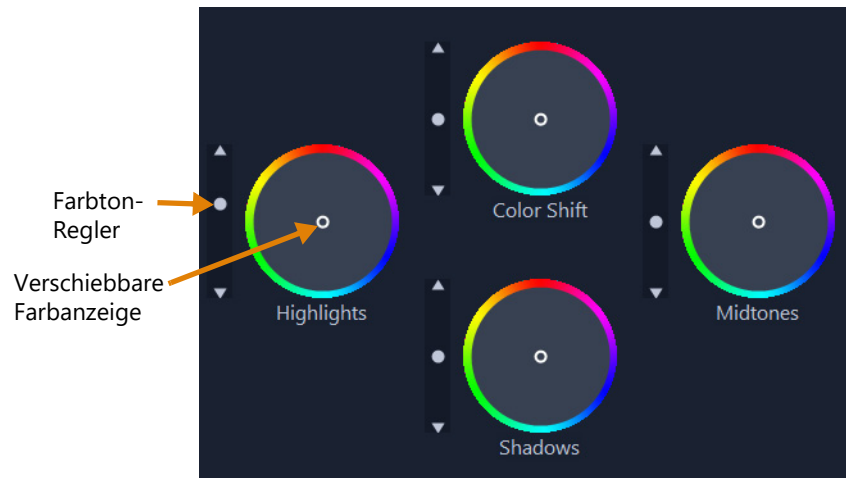 Color Shift
Farbton-
Regler
Verschiebbare
Farbanzeige
Highlights
Midtones
Shadows